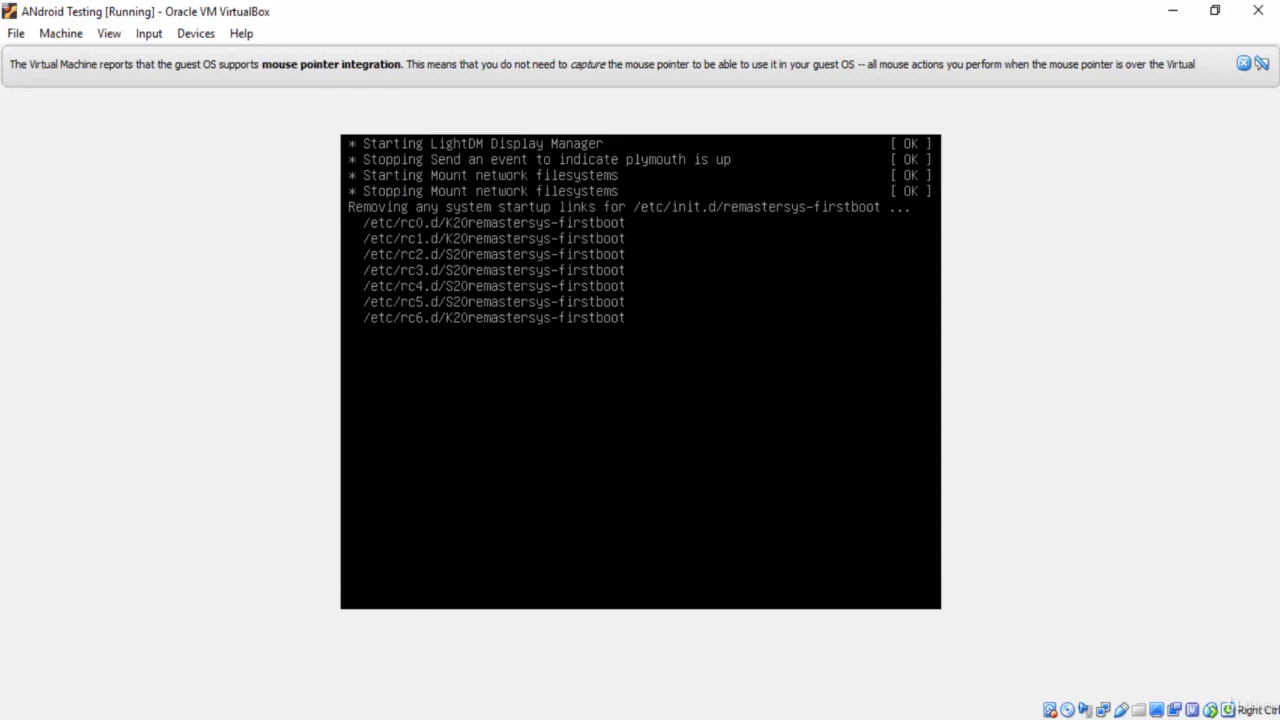 ANdroid Testing [Running] - Oracle VM VirtualBox
File Machine View Input Devices Help
The Virtual Machine reports that the guest OS supports mouse pointer integration. This means that you do not need to capture the mouse pointer to be able to use it in your guest OS -- all mouse actions you perform when the mouse pointer is over the Virtual
* Starting LightDM Display Manager [ OK ]
* Stopping Send an event to indicate plymouth is up [ OK ]
* Starting Mount network filesystems [ OK ]
* Stopping Mount network filesystems [ OK ]
Removing any system startup links for /etc/init.d/remastersys-firstboot ...
/etc/rc0.d/K20remastersys-firstboot
/etc/rc1.d/K20remastersys-firstboot
/etc/rc2.d/S20remastersys-firstboot
/etc/rc3.d/S20remastersys-firstboot
/etc/rc4.d/S20remastersys-firstboot
/etc/rc5.d/S20remastersys-firstboot
/etc/rc6.d/K20remastersys-firstboot
Right Ctrl